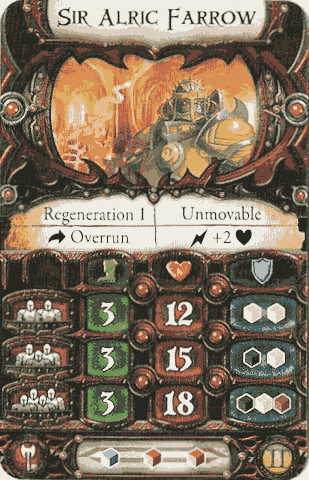 SIR ALRIC FARROW
Regeneration 1 Unmovable
Overrun +2
3 12
3 15
3 18
II